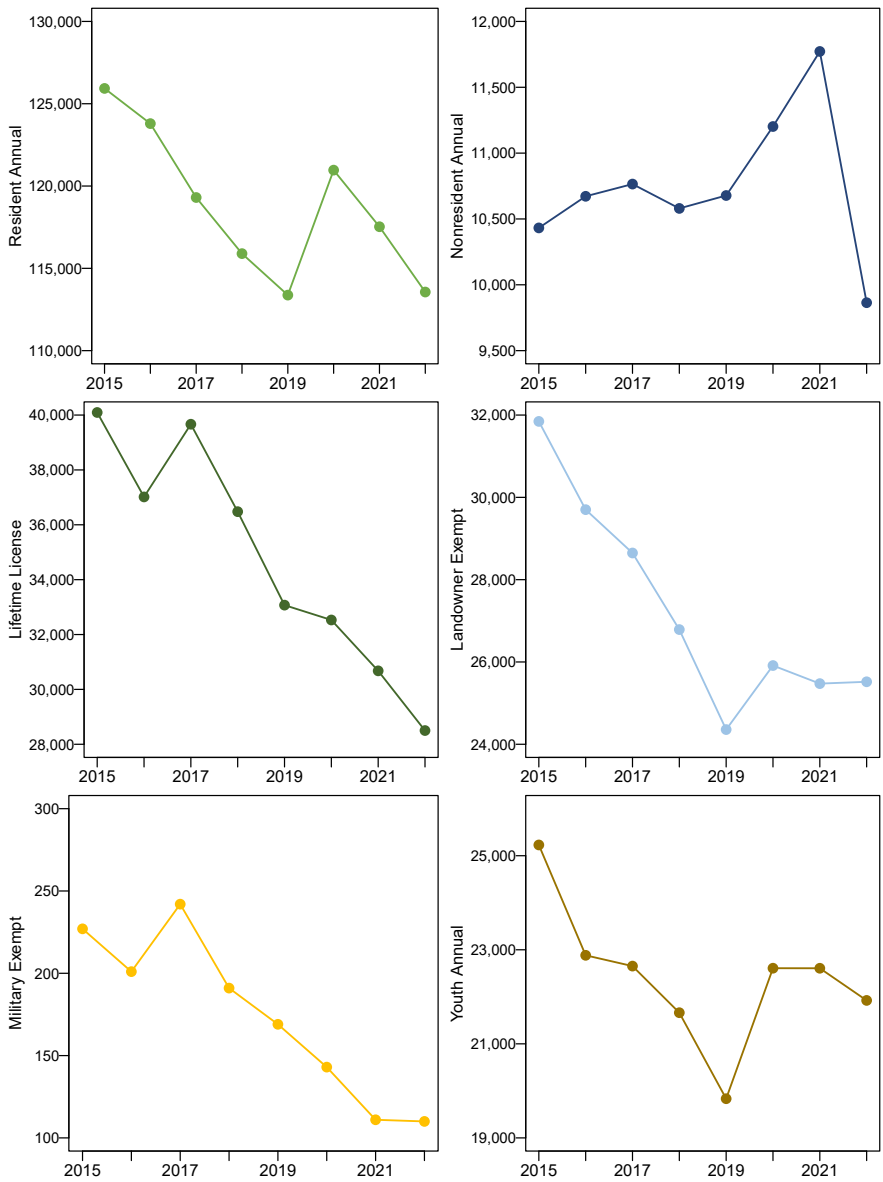 Resident Annual
130,000
125,000
120,000
115,000
110,000
2015 2017 2019 2021
Nonresident Annual
12,000
11,500
11,000
10,500
10,000
9,500
2015 2017 2019 2021
Lifetime License
40,000
38,000
36,000
34,000
32,000
30,000
28,000
2015 2017 2019 2021
Landowner Exempt
32,000
30,000
28,000
26,000
24,000
2015 2017 2019 2021
Military Exempt
300
250
200
150
100
2015 2017 2019 2021
Youth Annual
25,000
23,000
21,000
19,000
2015 2017 2019 2021